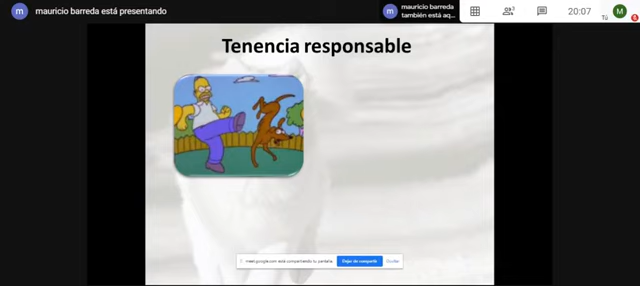 m mauricio barreda está presentando
m mauricio barreda
también está aq...
3
20:07
Tú
M
Tenencia responsable
meet.google.com está compartiendo tu pantalla. Dejar de compartir Ocultar